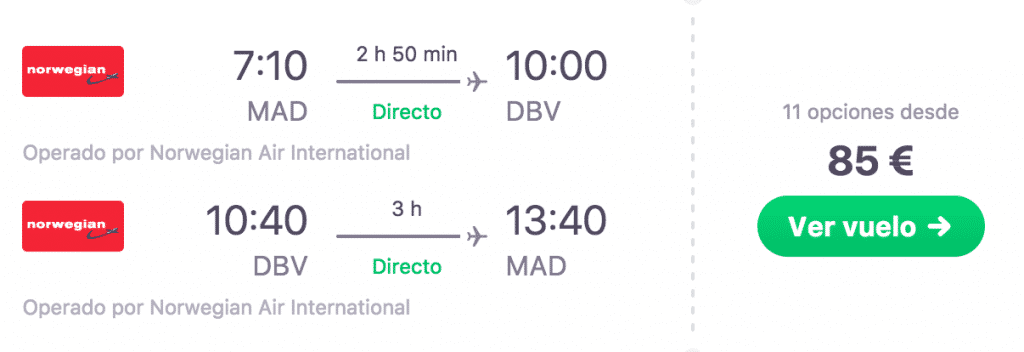 norwegian
7:10
2 h 50 min
10:00
MAD
Directo
DBV
Operado por Norwegian Air International
norwegian
10:40
3 h
13:40
DBV
Directo
MAD
Operado por Norwegian Air International
11 opciones desde
85 €
Ver vuelo →